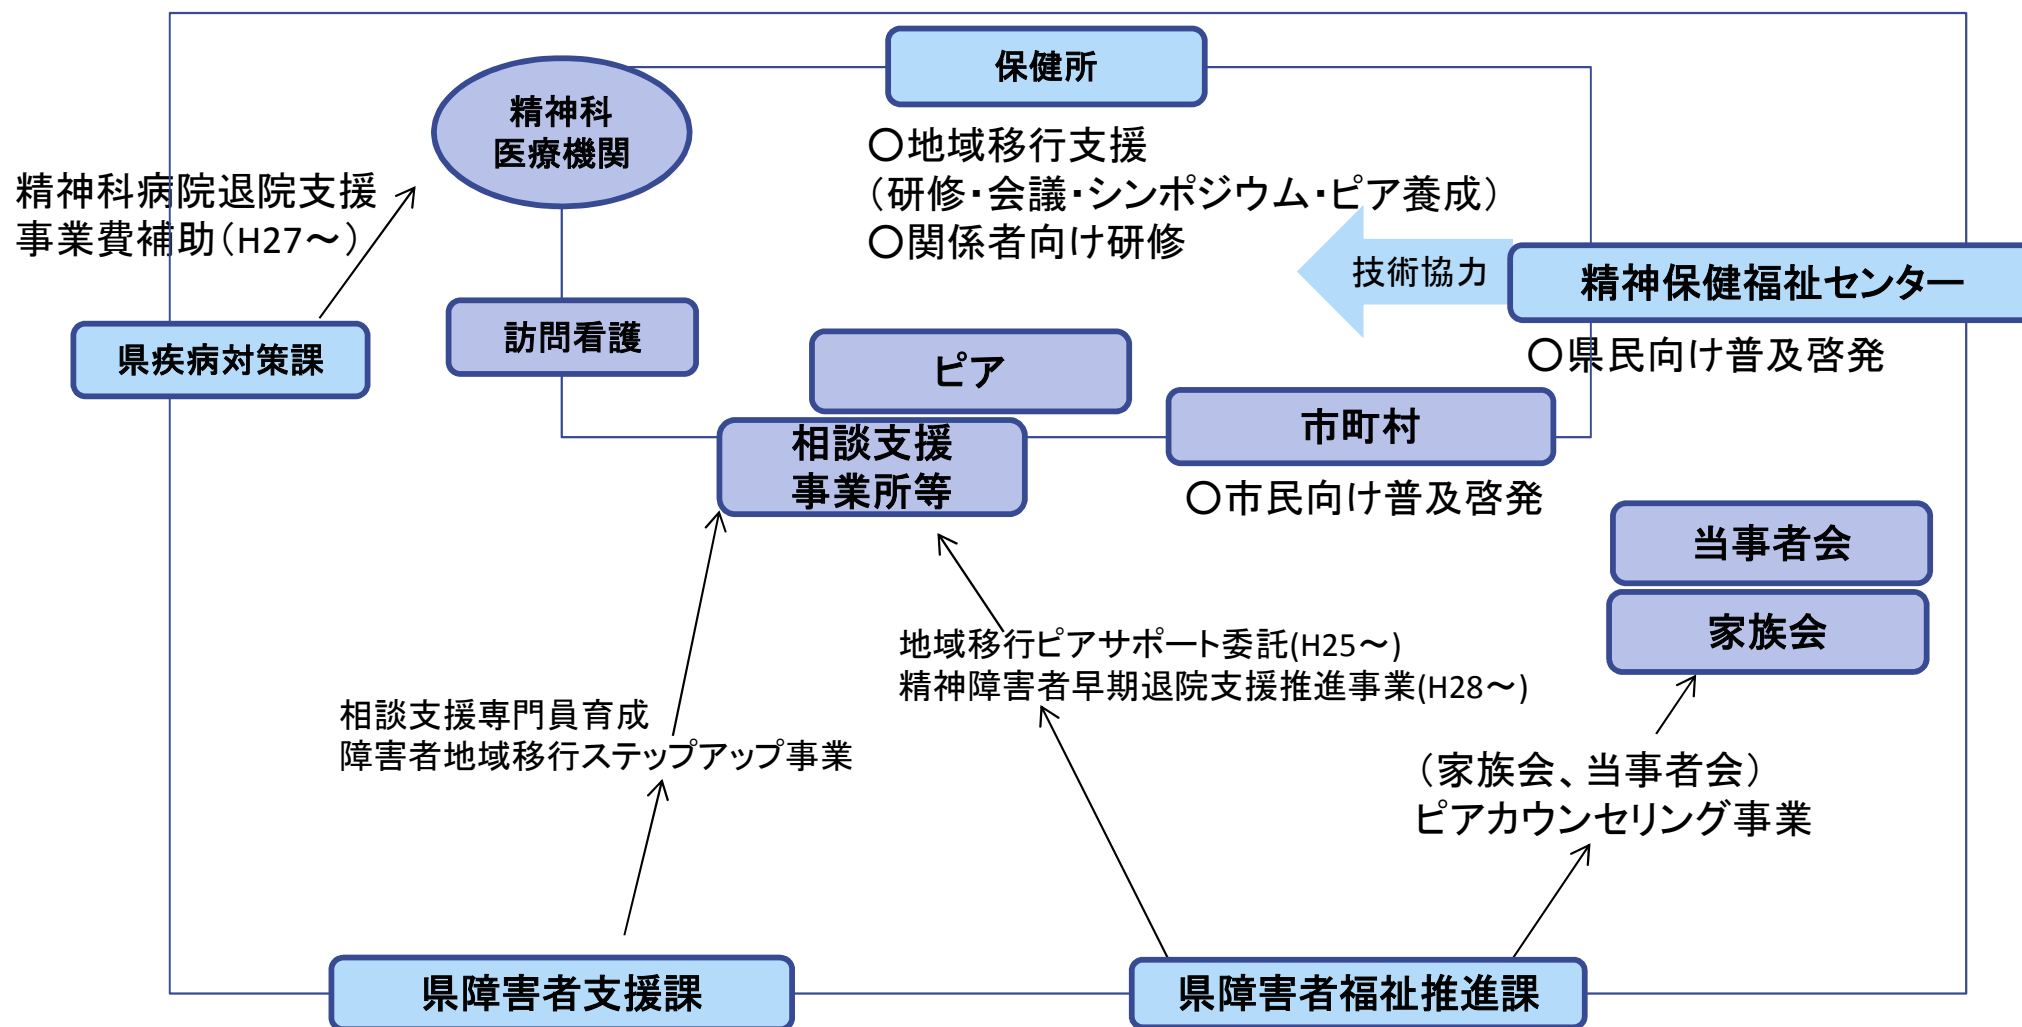 保健所
精神科
医療機関
〇地域移行支援
（研修・会議・シンポジウム・ピア養成）
〇関係者向け研修
精神科病院退院支援
事業費補助（H27～）
技術協力
精神保健福祉センター
〇県民向け普及啓発
訪問看護
県疾病対策課
ピア
市町村
相談支援
事業所等
〇市民向け普及啓発
当事者会
家族会
地域移行ピアサポート委託(H25～)
精神障害者早期退院支援推進事業(H28～)
相談支援専門員育成
障害者地域移行ステップアップ事業
（家族会、当事者会）
ピアカウンセリング事業
県障害者支援課
県障害者福祉推進課